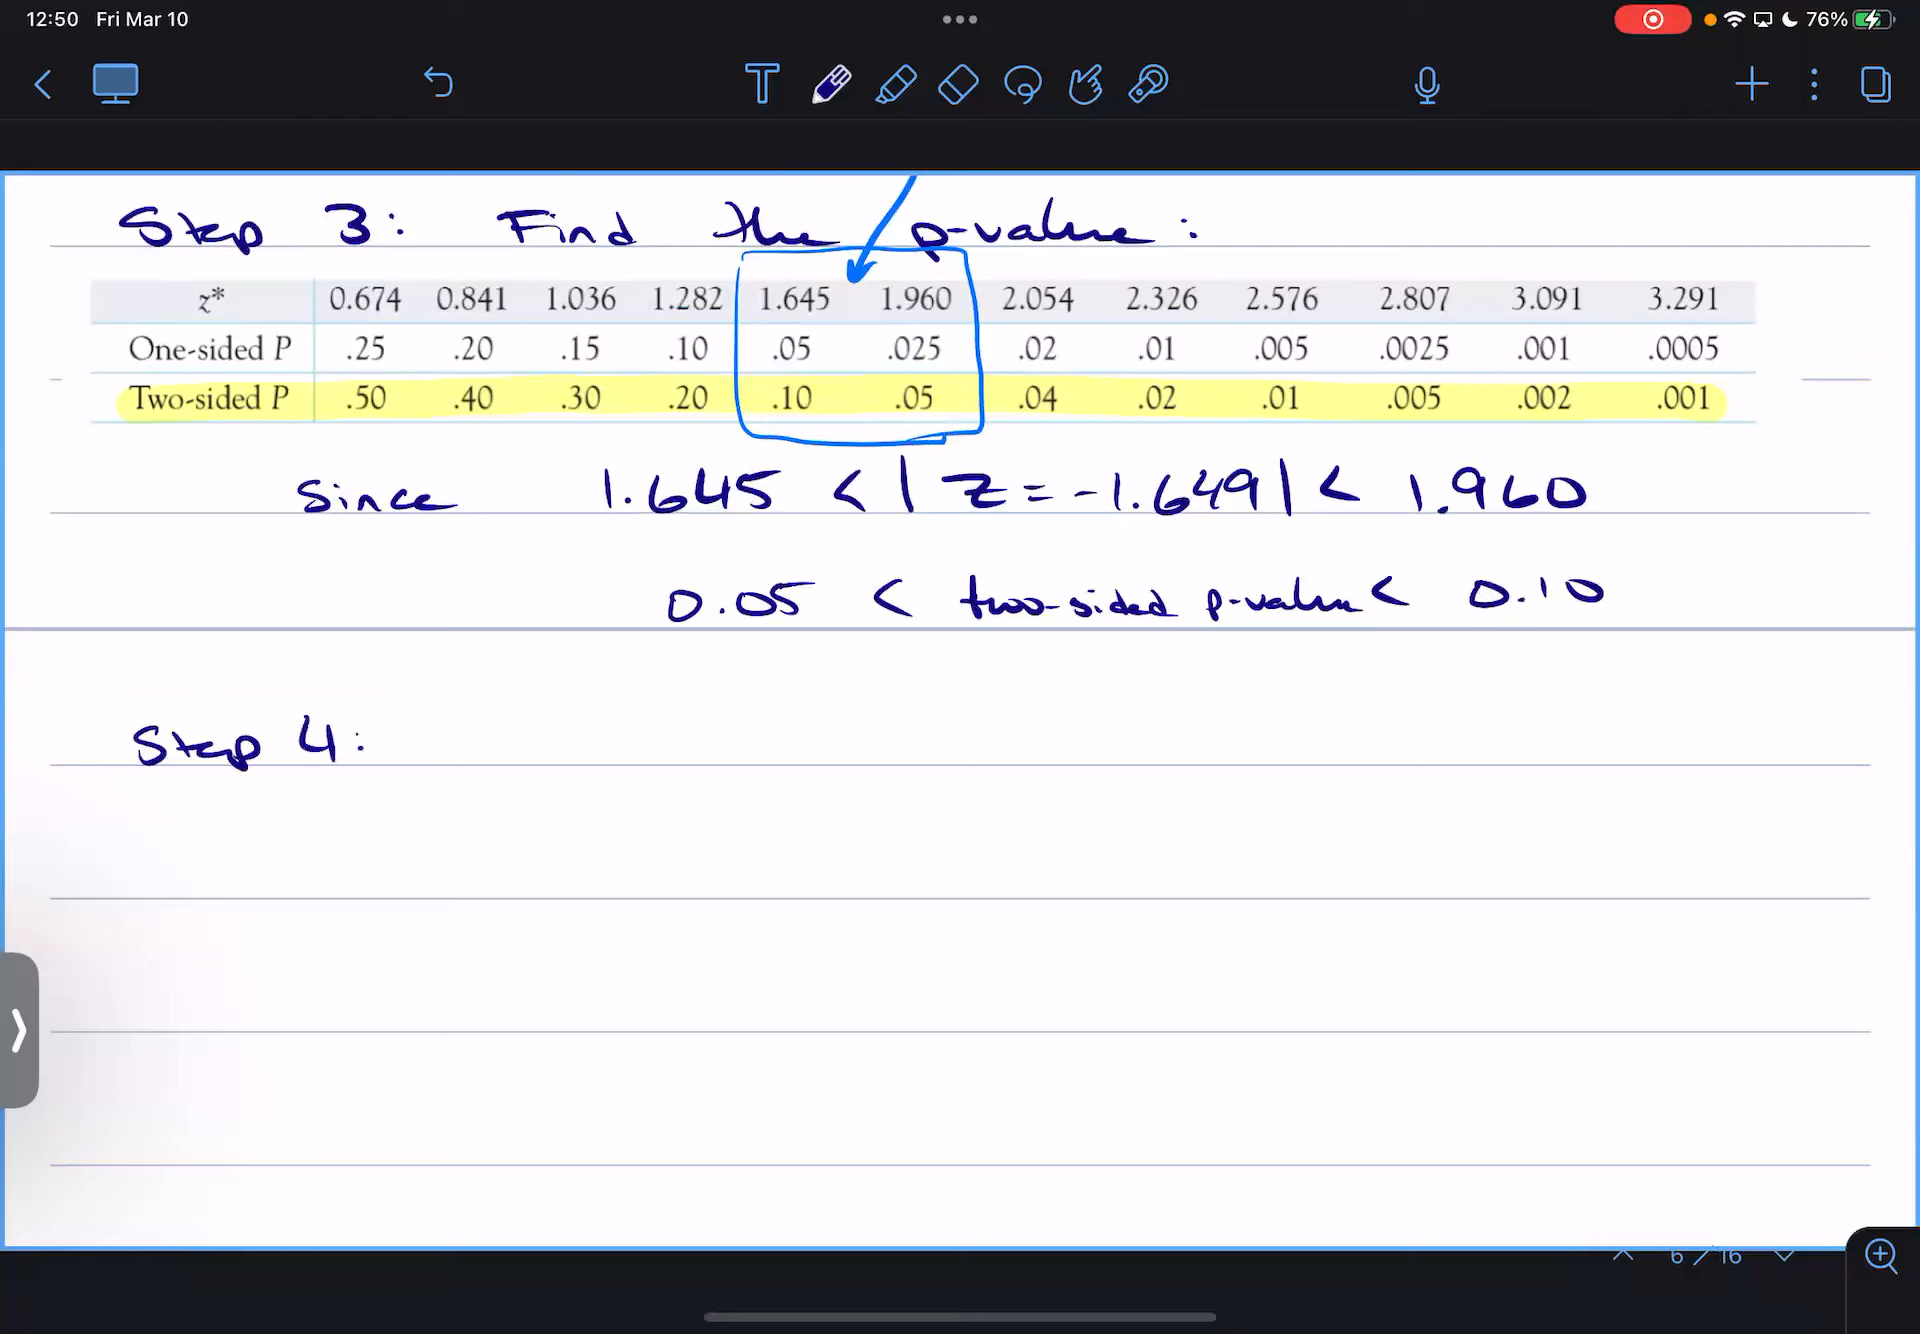 12:50 Fri Mar 10
76%
Step 3: Find the p-value:
z* 0.674 0.841 1.036 1.282 1.645 1.960 2.054 2.326 2.576 2.807 3.091 3.291
One-sided P .25 .20 .15 .10 .05 .025 .02 .01 .005 .0025 .001 .0005
Two-sided P .50 .40 .30 .20 .10 .05 .04 .02 .01 .005 .002 .001
since 1.645 < | z = -1.649 | < 1.960
0.05 < two-sided p-value < 0.10
Step 4:
6 / 16